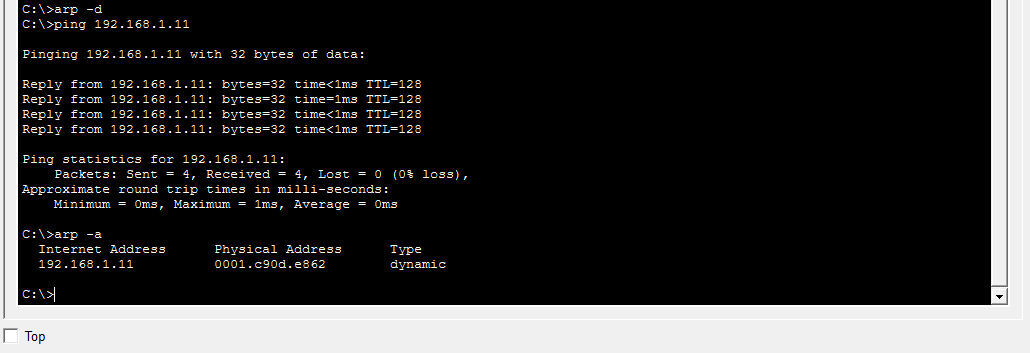 C:\>arp -d
C:\>ping 192.168.1.11
Pinging 192.168.1.11 with 32 bytes of data:
Reply from 192.168.1.11: bytes=32 time<1ms TTL=128
Reply from 192.168.1.11: bytes=32 time=1ms TTL=128
Reply from 192.168.1.11: bytes=32 time<1ms TTL=128
Reply from 192.168.1.11: bytes=32 time<1ms TTL=128
Ping statistics for 192.168.1.11:
Packets: Sent = 4, Received = 4, Lost = 0 (0% loss),
Approximate round trip times in milli-seconds:
Minimum = 0ms, Maximum = 1ms, Average = 0ms
C:\>arp -a
Internet Address Physical Address Type
192.168.1.11 0001.c90d.e862 dynamic
C:\>
Top